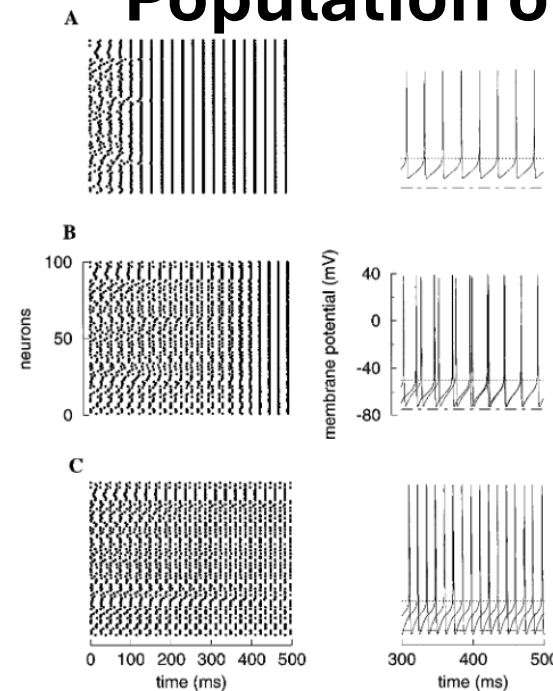 Population o
A
B
100
50
0
neurons
40
0
-40
-80
membrane potential (mV)
C
0 100 200 300 400 500
time (ms)
300 400 500
time (ms)